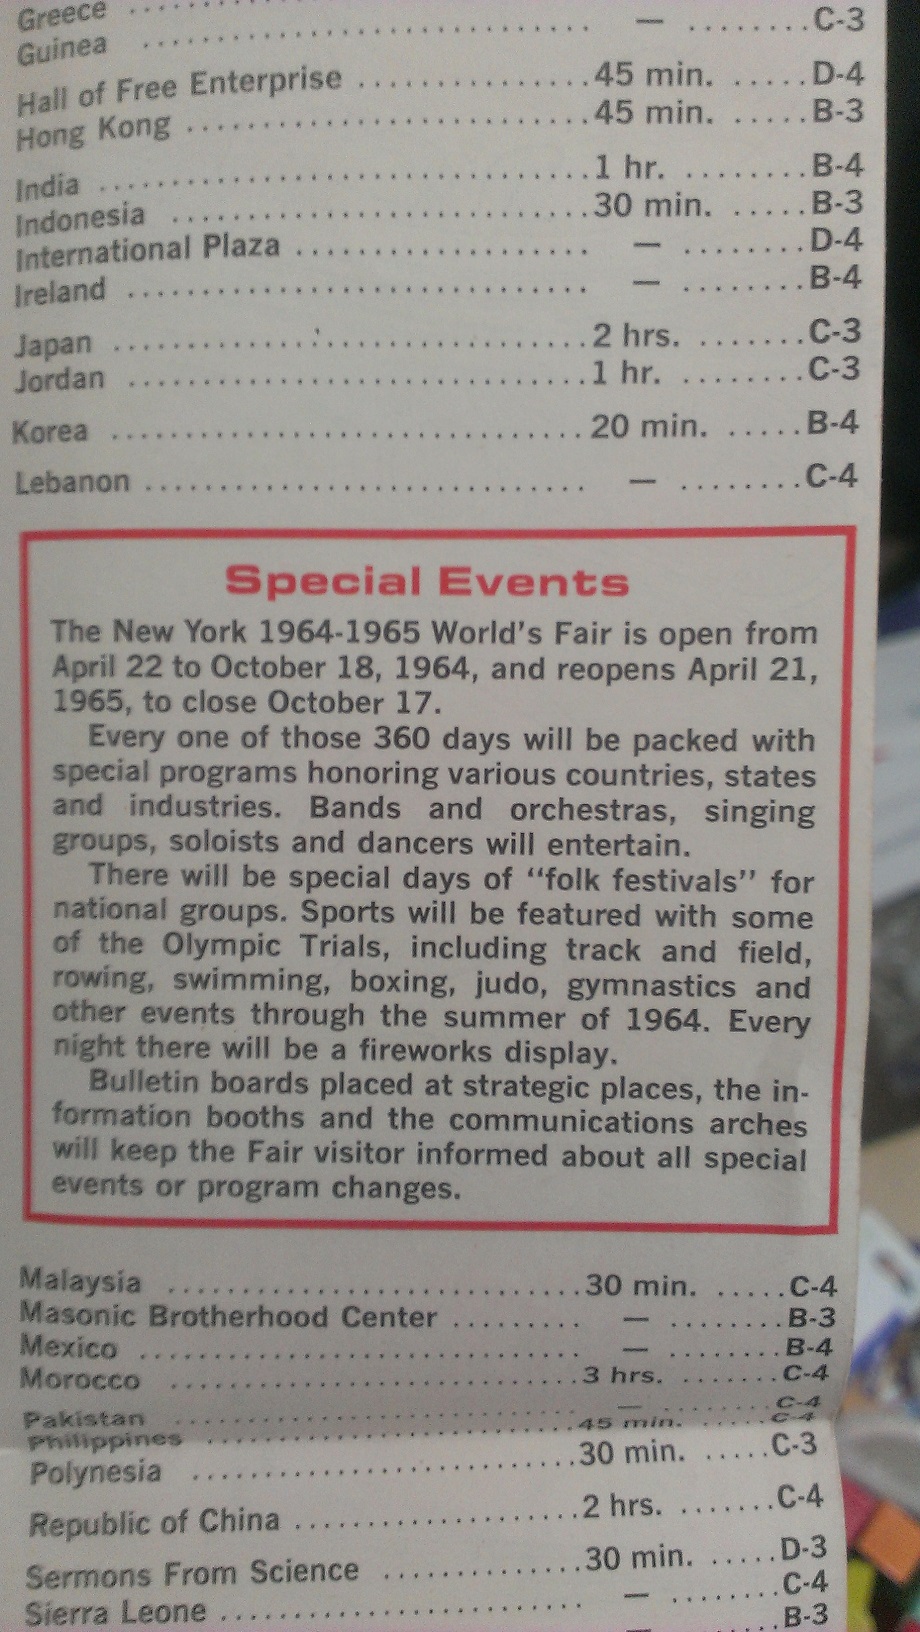 Greece ..........
Guinea .............................. — ........C-3
Hall of Free Enterprise ..................45 min. .....D-4
Hong Kong ..............................45 min. .....B-3
India ..................................1 hr. ........B-4
Indonesia ..............................30 min. .....B-3
International Plaza ...................... — ........D-4
Ireland ................................ — ........B-4
Japan ..................................2 hrs. .......C-3
Jordan .................................1 hr. ........C-3
Korea ..................................20 min. .....B-4
Lebanon ................................ — ........C-4
Special Events
The New York 1964-1965 World's Fair is open from
April 22 to October 18, 1964, and reopens April 21,
1965, to close October 17.
Every one of those 360 days will be packed with
special programs honoring various countries, states
and industries. Bands and orchestras, singing
groups, soloists and dancers will entertain.
There will be special days of “folk festivals” for
national groups. Sports will be featured with some
of the Olympic Trials, including track and field,
rowing, swimming, boxing, judo, gymnastics and
other events through the summer of 1964. Every
night there will be a fireworks display.
Bulletin boards placed at strategic places, the in-
formation booths and the communications arches
will keep the Fair visitor informed about all special
events or program changes.
Malaysia ..............................30 min. .....C-4
Masonic Brotherhood Center ......... — ........B-3
Mexico ................................ — ........B-4
Morocco ..............................3 hrs. .......C-4
Pakistan .............................. — ........C-4
Philippines ............................45 min. .....C-4
Polynesia ..............................30 min. .....C-3
Republic of China ......................2 hrs. .......C-4
Sermons From Science ................30 min. .....D-3
Sierra Leone ........................... — ........C-4
— ........B-3